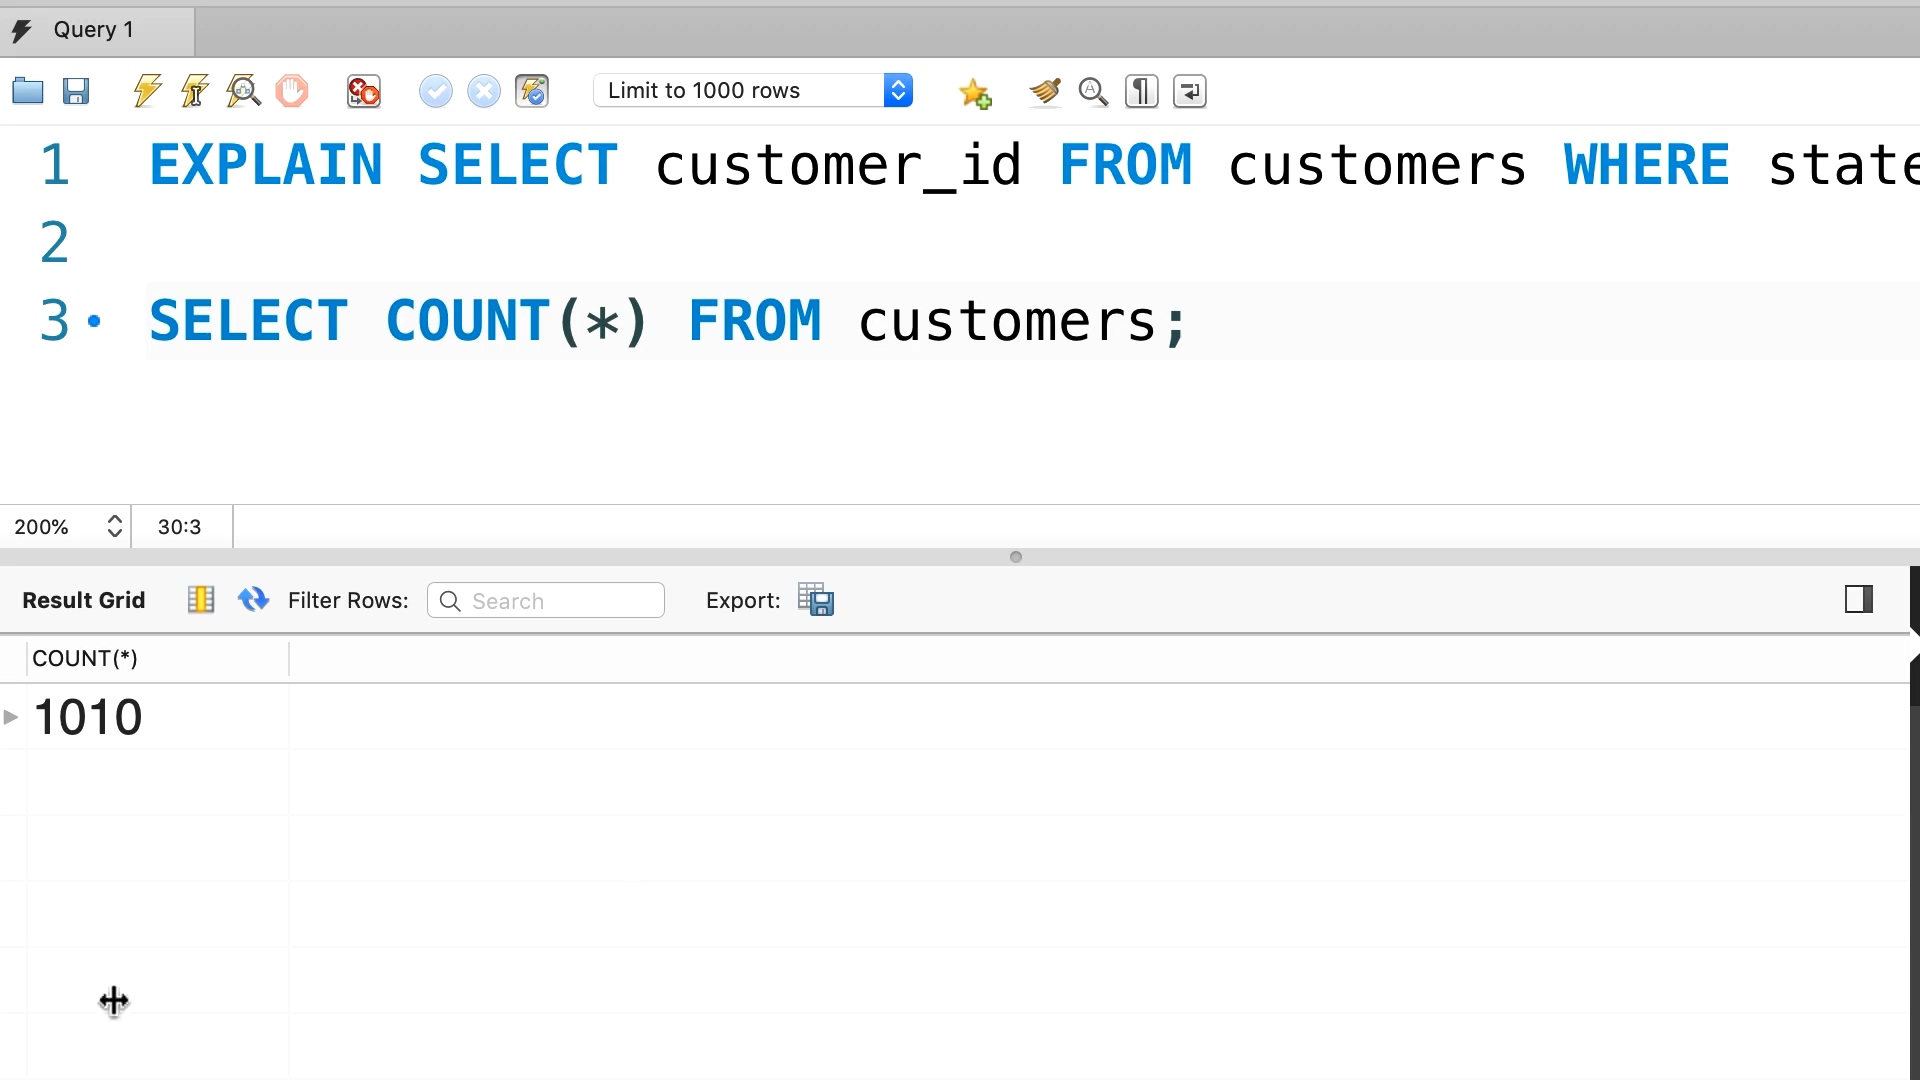 Query 1
Limit to 1000 rows
1 EXPLAIN SELECT customer_id FROM customers WHERE state
2
3 SELECT COUNT(*) FROM customers;
200% 30:3
Result Grid Filter Rows: Search Export:
COUNT(*)
1010